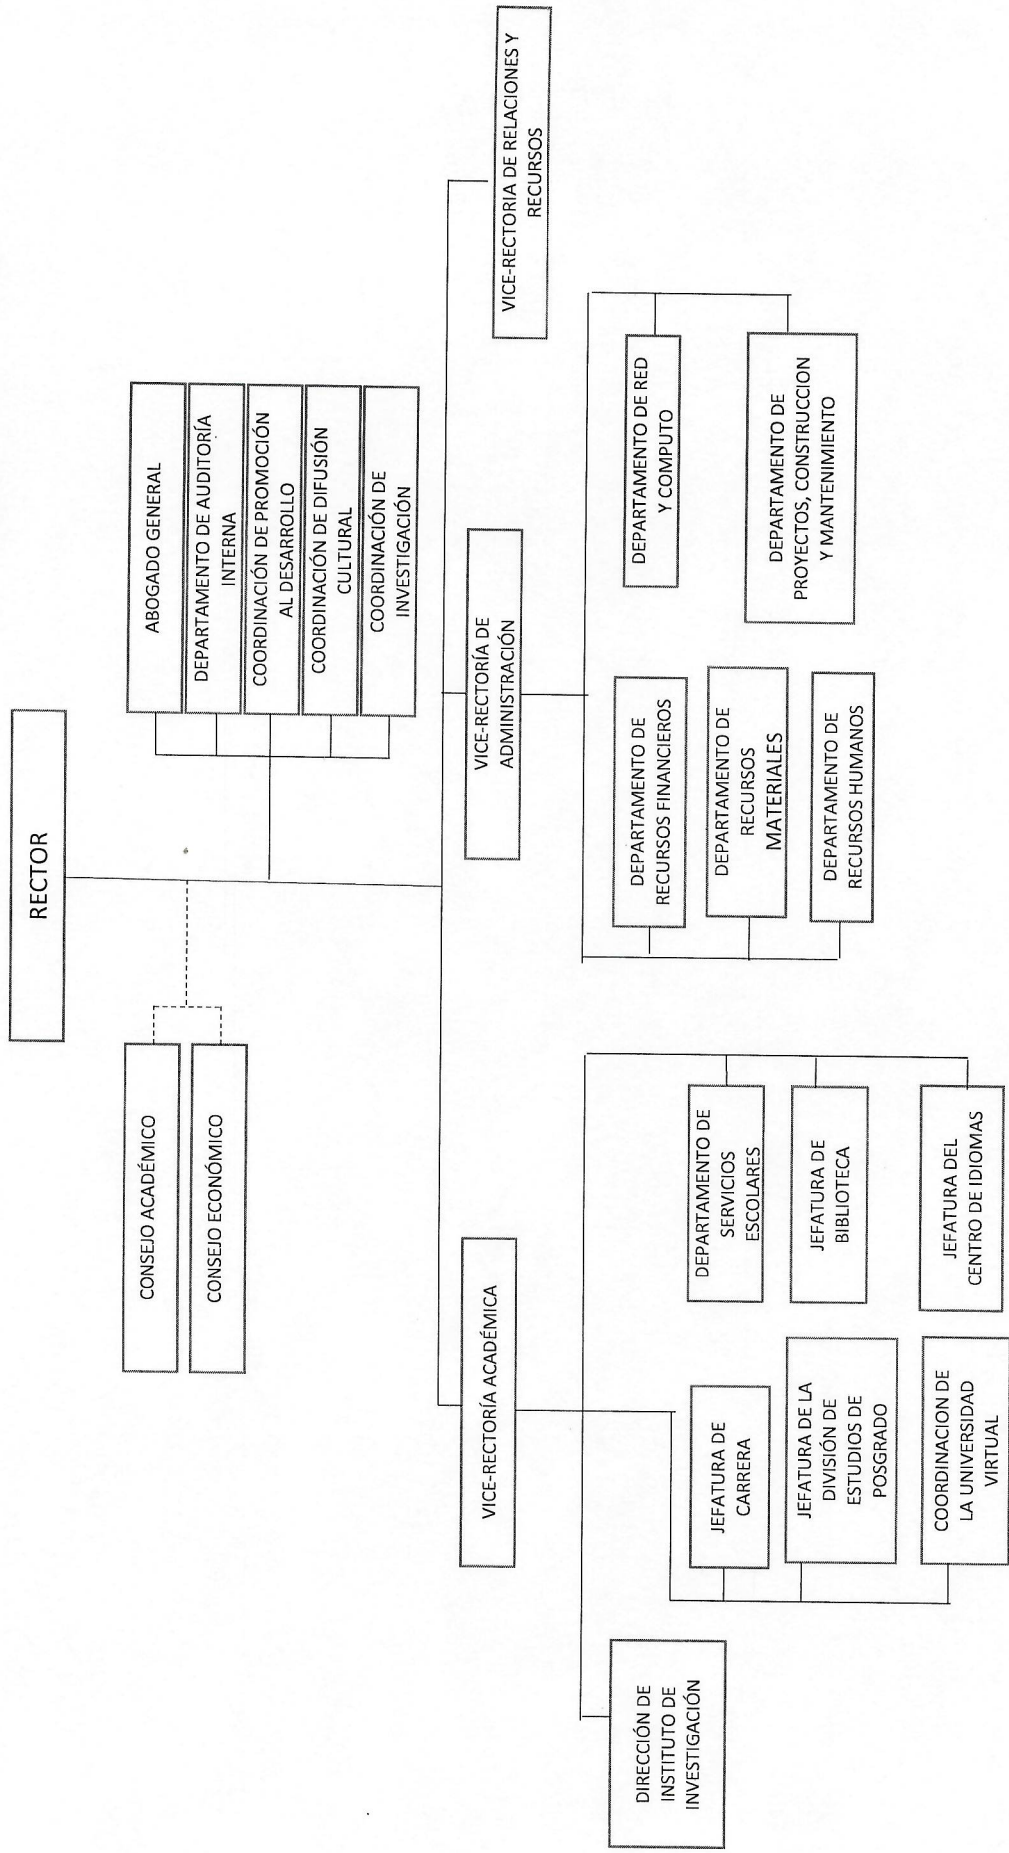 RECTOR
CONSEJO ACADÉMICO
CONSEJO ECONÓMICO
ABOGADO GENERAL
DEPARTAMENTO DE AUDITORÍA
INTERNA
COORDINACIÓN DE PROMOCIÓN
AL DESARROLLO
COORDINACIÓN DE DIFUSIÓN
CULTURAL
COORDINACIÓN DE
INVESTIGACIÓN
VICE-RECTORÍA ACADÉMICA
VICE-RECTORÍA DE
ADMINISTRACIÓN
VICE-RECTORIA DE RELACIONES Y
RECURSOS
DIRECCIÓN DE
INSTITUTO DE
INVESTIGACIÓN
JEFATURA DE
CARRERA
JEFATURA DE LA
DIVISIÓN DE
ESTUDIOS DE
POSGRADO
COORDINACION DE
LA UNIVERSIDAD
VIRTUAL
DEPARTAMENTO DE
SERVICIOS
ESCOLARES
JEFATURA DE
BIBLIOTECA
JEFATURA DEL
CENTRO DE IDIOMAS
DEPARTAMENTO DE
RECURSOS FINANCIEROS
DEPARTAMENTO DE
RECURSOS
MATERIALES
DEPARTAMENTO DE
RECURSOS HUMANOS
DEPARTAMENTO DE RED
Y COMPUTO
DEPARTAMENTO DE
PROYECTOS, CONSTRUCCION
Y MANTENIMIENTO